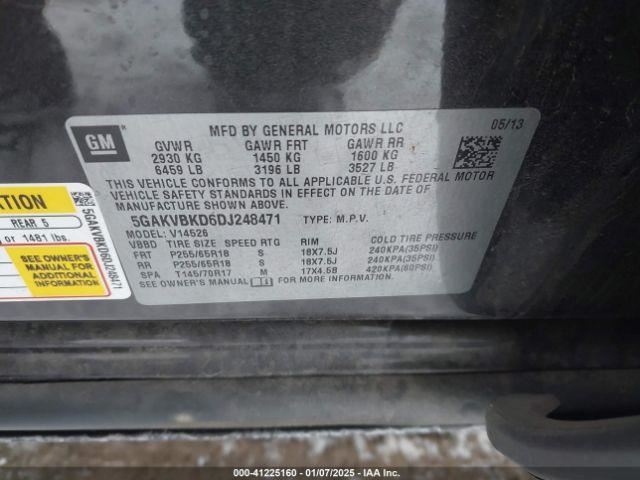 GM
MFD BY GENERAL MOTORS LLC
05/13
GVWR GAWR FRT GAWR RR
2930 KG 1450 KG 1600 KG
6459 LB 3196 LB 3527 LB
THIS VEHICLE CONFORMS TO ALL APPLICABLE U.S. FEDERAL MOTOR
VEHICLE SAFETY STANDARDS IN EFFECT ON THE DATE OF
MANUFACTURE SHOWN ABOVE.
5GAKVBKD6DJ248471 TYPE: M.P.V.
MODEL: V14526
VBBD TIRE SIZE SPEED RTG RIM COLD TIRE PRESSURE
FRT P255/65R18 S 18X7.5J 240KPA(35PSI)
RR P255/65R18 S 18X7.5J 240KPA(35PSI)
SPA T145/70R17 M 17X4.5B 420KPA(60PSI)
SEE OWNER'S MANUAL
REAR 5
or 1481 lbs.
SEE OWNER'S
MANUAL FOR
ADDITIONAL
INFORMATION
5GAKVBKD6DJ248471
000-41225160 - 01/07/2025 - IAA Inc.